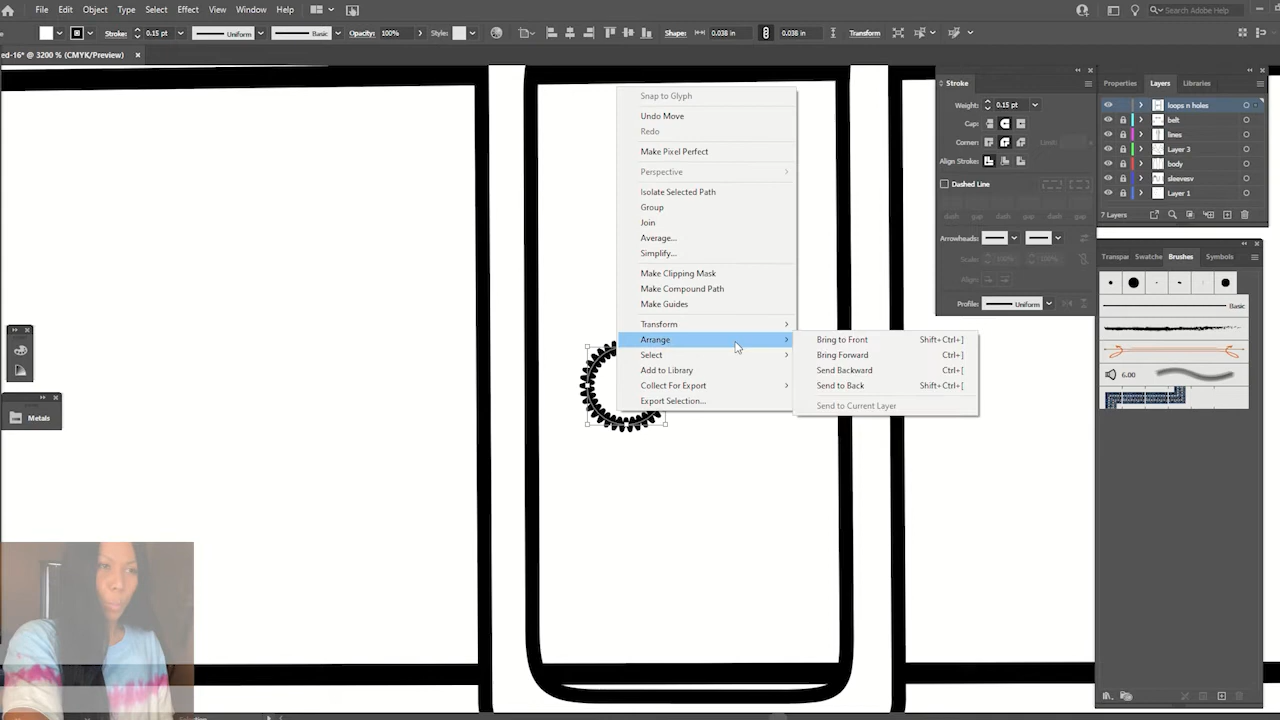 File Edit Object Type Select Effect View Window Help
Search Adobe Help
Stroke: 0.15 pt Uniform Basic Opacity: 100% Style: Shape: 0.038 in 0.038 in Transform
ed-16* @ 3200 % (CMYK/Preview)
Snap to Glyph
Undo Move
Redo
Make Pixel Perfect
Perspective
Isolate Selected Path
Group
Join
Average...
Simplify...
Make Clipping Mask
Make Compound Path
Make Guides
Transform
Arrange
Select
Add to Library
Collect For Export
Export Selection...
Bring to Front Shift+Ctrl+]
Bring Forward Ctrl+]
Send Backward Ctrl+[
Send to Back Shift+Ctrl+[
Send to Current Layer
Metals
Stroke
Weight: 0.15 pt
Cap:
Corner: Limit:
Align Stroke:
Dashed Line
dash gap dash gap dash gap
Arrowheads:
Scale: 100% 100%
Align:
Profile: Uniform
Properties Layers Libraries
loops n holes
belt
lines
Layer 3
body
sleevesv
Layer 1
7 Layers
Transpar Swatche Brushes Symbols
Basic
6.00